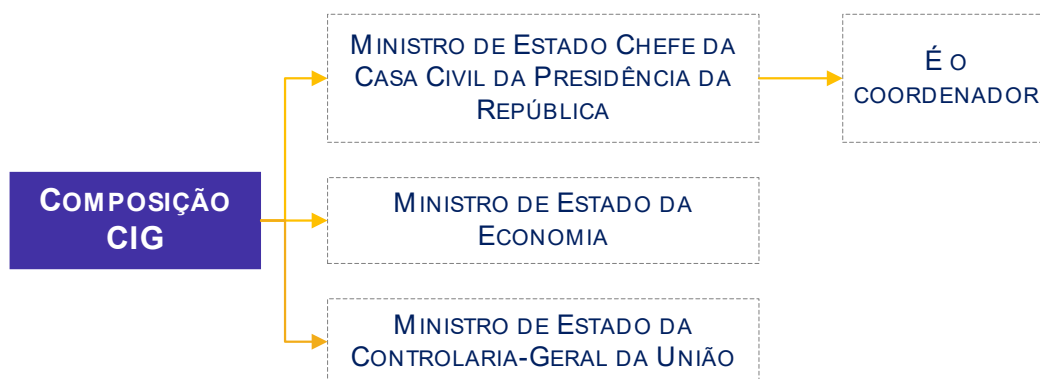 MINISTRO DE ESTADO CHEFE DA
CASA CIVIL DA PRESIDÊNCIA DA
REPÚBLICA
É O
COORDENADOR
COMPOSIÇÃO
CIG
MINISTRO DE ESTADO DA
ECONOMIA
MINISTRO DE ESTADO DA
CONTROLARIA-GERAL DA UNIÃO